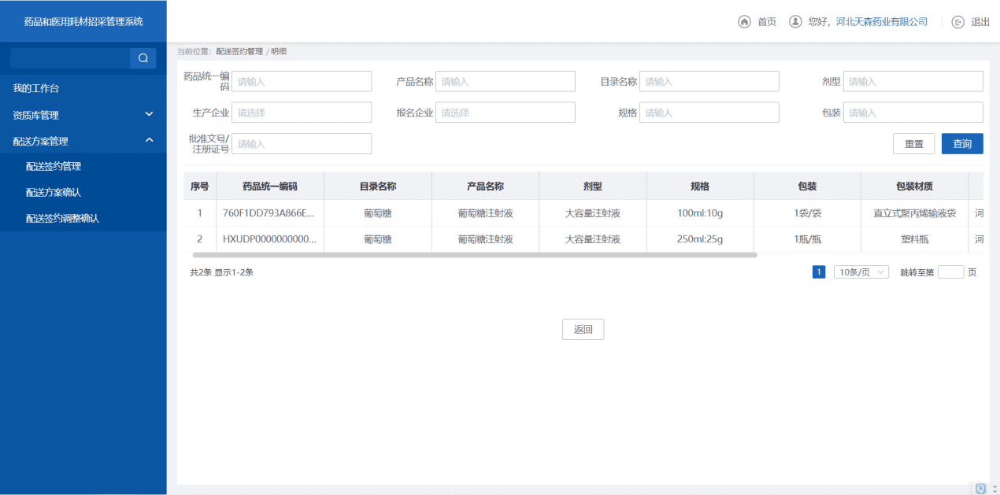 药品和医用耗材招采管理系统
首页 您好，河北天森药业有限公司 退出
当前位置：配送签约管理 / 明细
我的工作台
资质库管理
配送方案管理
配送签约管理
配送方案确认
配送签约调整确认
药品统一编码 请输入 产品名称 请输入 目录名称 请输入 剂型 请输入
生产企业 请选择 报名企业 请选择 规格 请输入 包装 请输入
批准文号/注册证号 请输入 重置 查询
序号 药品统一编码 目录名称 产品名称 剂型 规格 包装 包装材质
1 760F1DD793A866E... 葡萄糖 葡萄糖注射液 大容量注射液 100ml:10g 1袋/袋 直立式聚丙烯输液袋 河
2 HXUDP0000000000... 葡萄糖 葡萄糖注射液 大容量注射液 250ml:25g 1瓶/瓶 塑料瓶 河
共2条 显示1-2条 1 10条/页 跳转至第 页
返回